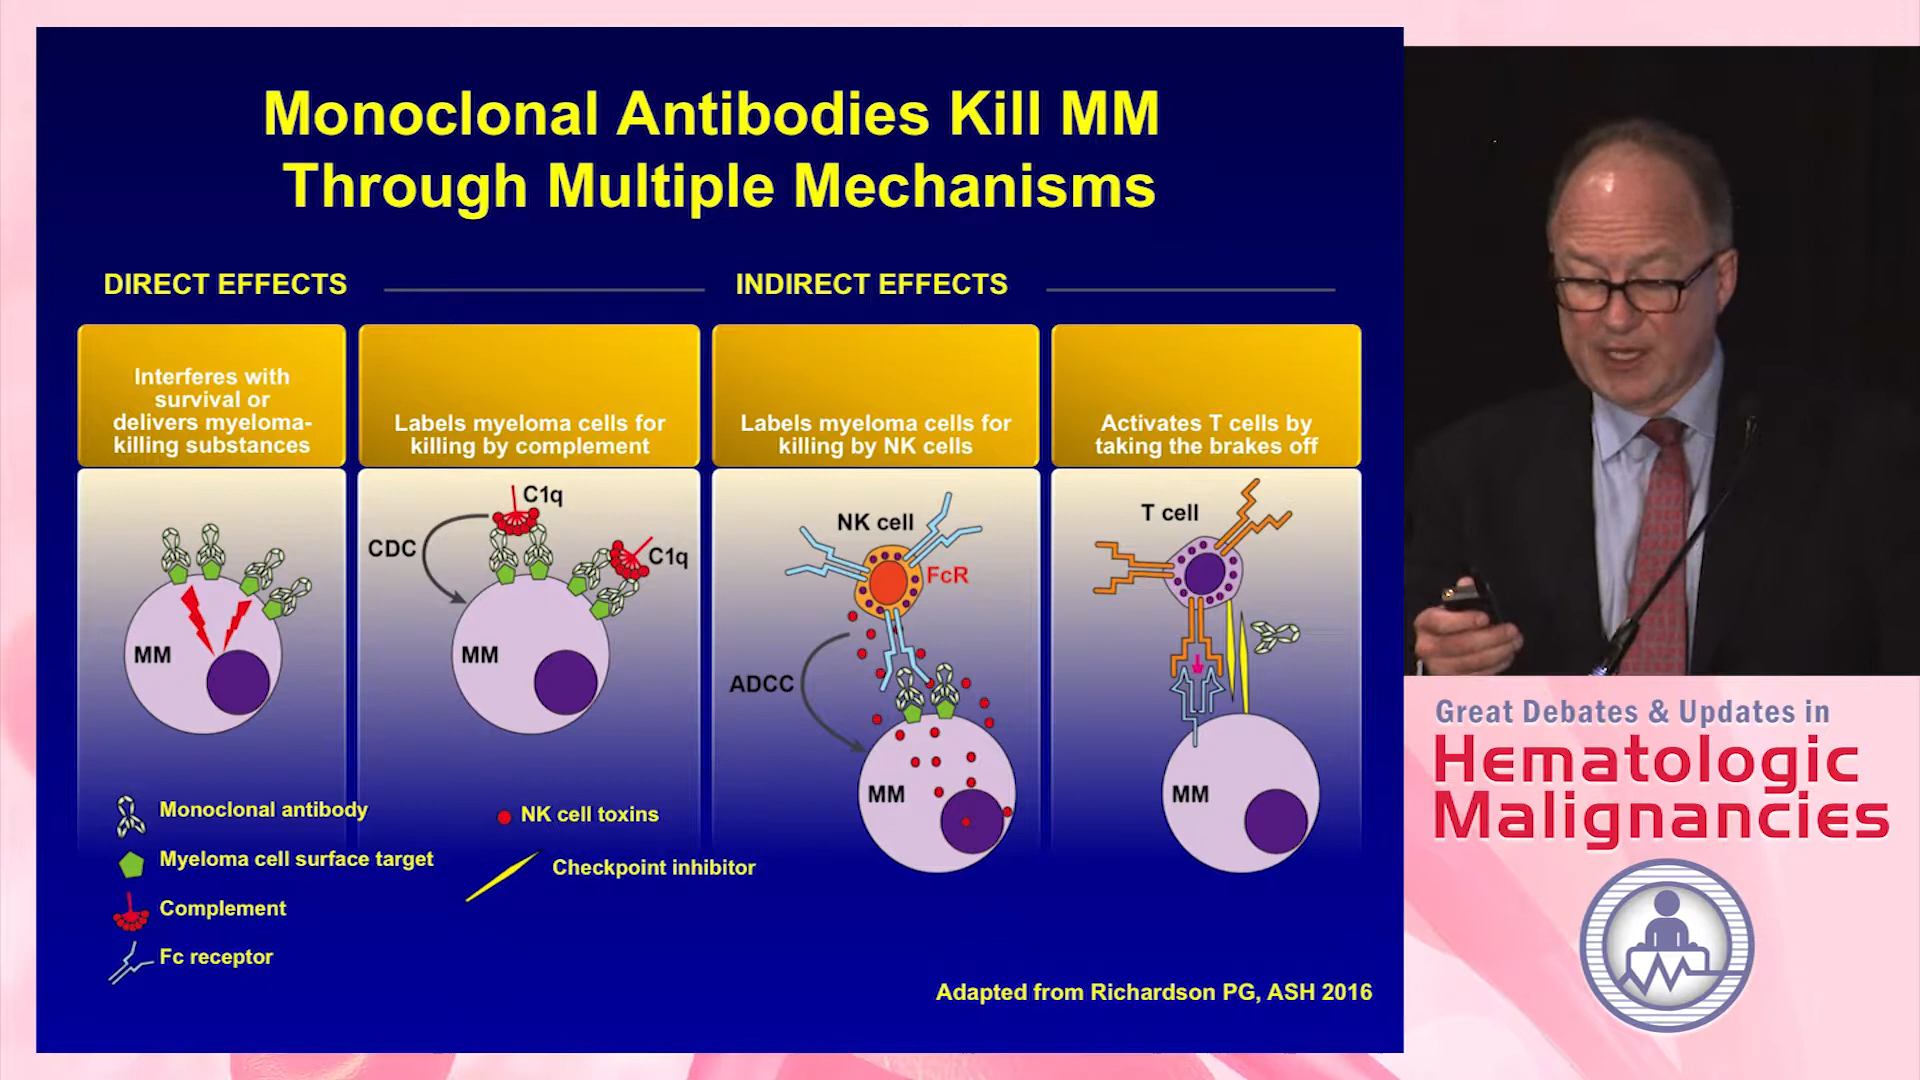 Monoclonal Antibodies Kill MM
Through Multiple Mechanisms
DIRECT EFFECTS
INDIRECT EFFECTS
Interferes with
survival or
delivers myeloma-
killing substances
Labels myeloma cells for
killing by complement
Labels myeloma cells for
killing by NK cells
Activates T cells by
taking the brakes off
MM
C1q
CDC
C1q
MM
NK cell
FcR
ADCC
MM
T cell
MM
Monoclonal antibody
Myeloma cell surface target
Complement
Fc receptor
NK cell toxins
Checkpoint inhibitor
Adapted from Richardson PG, ASH 2016
Great Debates & Updates in
Hematologic
Malignancies